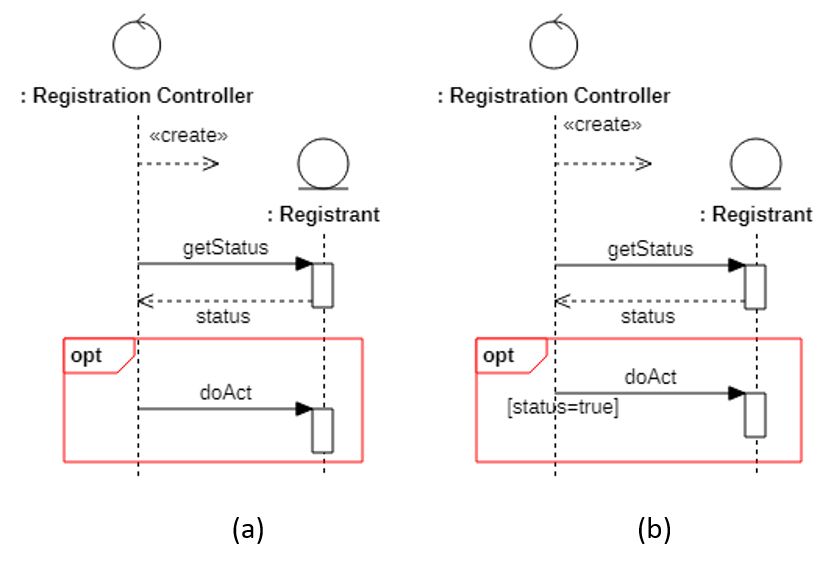 : Registration Controller
«create»
: Registrant
getStatus
status
opt
doAct
(a)
: Registration Controller
«create»
: Registrant
getStatus
status
opt
doAct
[status=true]
(b)